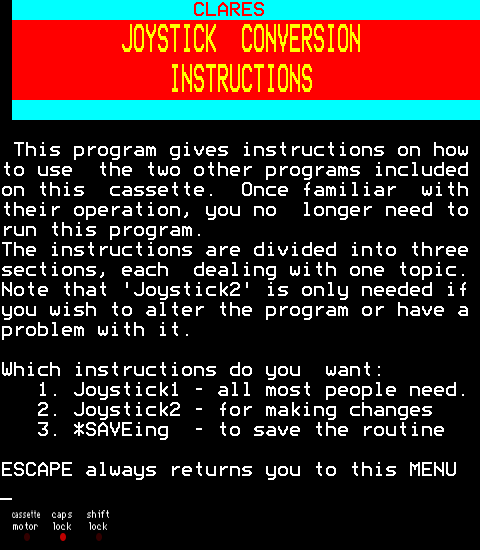 CLARES
JOYSTICK CONVERSION
INSTRUCTIONS
This program gives instructions on how
to use the two other programs included
on this cassette. Once familiar with
their operation, you no longer need to
run this program.
The instructions are divided into three
sections, each dealing with one topic.
Note that 'Joystick2' is only needed if
you wish to alter the program or have a
problem with it.
Which instructions do you want:
1. Joystick1 - all most people need.
2. Joystick2 - for making changes
3. *SAVEing - to save the routine
ESCAPE always returns you to this MENU
cassette caps shift
motor lock lock